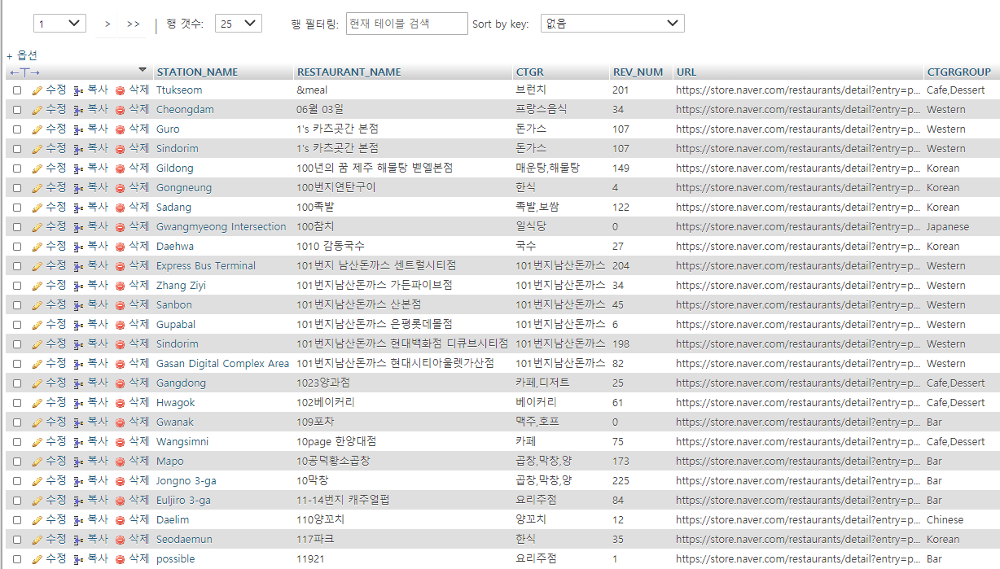 1 > >> | 행 갯수: 25 행 필터링: 현재 테이블 검색 Sort by key: 없음
+ 옵션
←T→ STATION_NAME RESTAURANT_NAME CTGR REV_NUM URL CTGRGROUP
수정 복사 삭제 Ttukseom &meal 브런치 201 https://store.naver.com/restaurants/detail?entry=p... Cafe,Dessert
수정 복사 삭제 Cheongdam 06월 03일 프랑스음식 34 https://store.naver.com/restaurants/detail?entry=p... Western
수정 복사 삭제 Guro 1's 카츠곳간 본점 돈가스 107 https://store.naver.com/restaurants/detail?entry=p... Western
수정 복사 삭제 Sindorim 1's 카츠곳간 본점 돈가스 107 https://store.naver.com/restaurants/detail?entry=p... Western
수정 복사 삭제 Gildong 100년의 꿈 제주 해물탕 벧엘본점 매운탕,해물탕 149 https://store.naver.com/restaurants/detail?entry=p... Korean
수정 복사 삭제 Gongneung 100번지연탄구이 한식 4 https://store.naver.com/restaurants/detail?entry=p... Korean
수정 복사 삭제 Sadang 100족발 족발,보쌈 122 https://store.naver.com/restaurants/detail?entry=p... Korean
수정 복사 삭제 Gwangmyeong Intersection 100참치 일식당 0 https://store.naver.com/restaurants/detail?entry=p... Japanese
수정 복사 삭제 Daehwa 1010 감동국수 국수 27 https://store.naver.com/restaurants/detail?entry=p... Korean
수정 복사 삭제 Express Bus Terminal 101번지 남산돈까스 센트럴시티점 101번지남산돈까스 204 https://store.naver.com/restaurants/detail?entry=p... Western
수정 복사 삭제 Zhang Ziyi 101번지남산돈까스 가든파이브점 101번지남산돈까스 34 https://store.naver.com/restaurants/detail?entry=p... Western
수정 복사 삭제 Sanbon 101번지남산돈까스 산본점 101번지남산돈까스 45 https://store.naver.com/restaurants/detail?entry=p... Western
수정 복사 삭제 Gupabal 101번지남산돈까스 은평롯데몰점 101번지남산돈까스 6 https://store.naver.com/restaurants/detail?entry=p... Western
수정 복사 삭제 Sindorim 101번지남산돈까스 현대백화점 디큐브시티점 101번지남산돈까스 198 https://store.naver.com/restaurants/detail?entry=p... Western
수정 복사 삭제 Gasan Digital Complex Area 101번지남산돈까스 현대시티아울렛가산점 101번지남산돈까스 82 https://store.naver.com/restaurants/detail?entry=p... Western
수정 복사 삭제 Gangdong 1023양과점 카페,디저트 25 https://store.naver.com/restaurants/detail?entry=p... Cafe,Dessert
수정 복사 삭제 Hwagok 102베이커리 베이커리 61 https://store.naver.com/restaurants/detail?entry=p... Cafe,Dessert
수정 복사 삭제 Gwanak 109포차 맥주,호프 0 https://store.naver.com/restaurants/detail?entry=p... Bar
수정 복사 삭제 Wangsimni 10page 한양대점 카페 75 https://store.naver.com/restaurants/detail?entry=p... Cafe,Dessert
수정 복사 삭제 Mapo 10공덕황소곱창 곱창,막창,양 173 https://store.naver.com/restaurants/detail?entry=p... Bar
수정 복사 삭제 Jongno 3-ga 10막창 곱창,막창,양 225 https://store.naver.com/restaurants/detail?entry=p... Bar
수정 복사 삭제 Euljiro 3-ga 11-14번지 캐주얼펍 요리주점 84 https://store.naver.com/restaurants/detail?entry=p... Bar
수정 복사 삭제 Daelim 110양꼬치 양꼬치 12 https://store.naver.com/restaurants/detail?entry=p... Chinese
수정 복사 삭제 Seodaemun 117파크 한식 35 https://store.naver.com/restaurants/detail?entry=p... Korean
수정 복사 삭제 possible 11921 요리주점 1 https://store.naver.com/restaurants/detail?entry=p... Bar